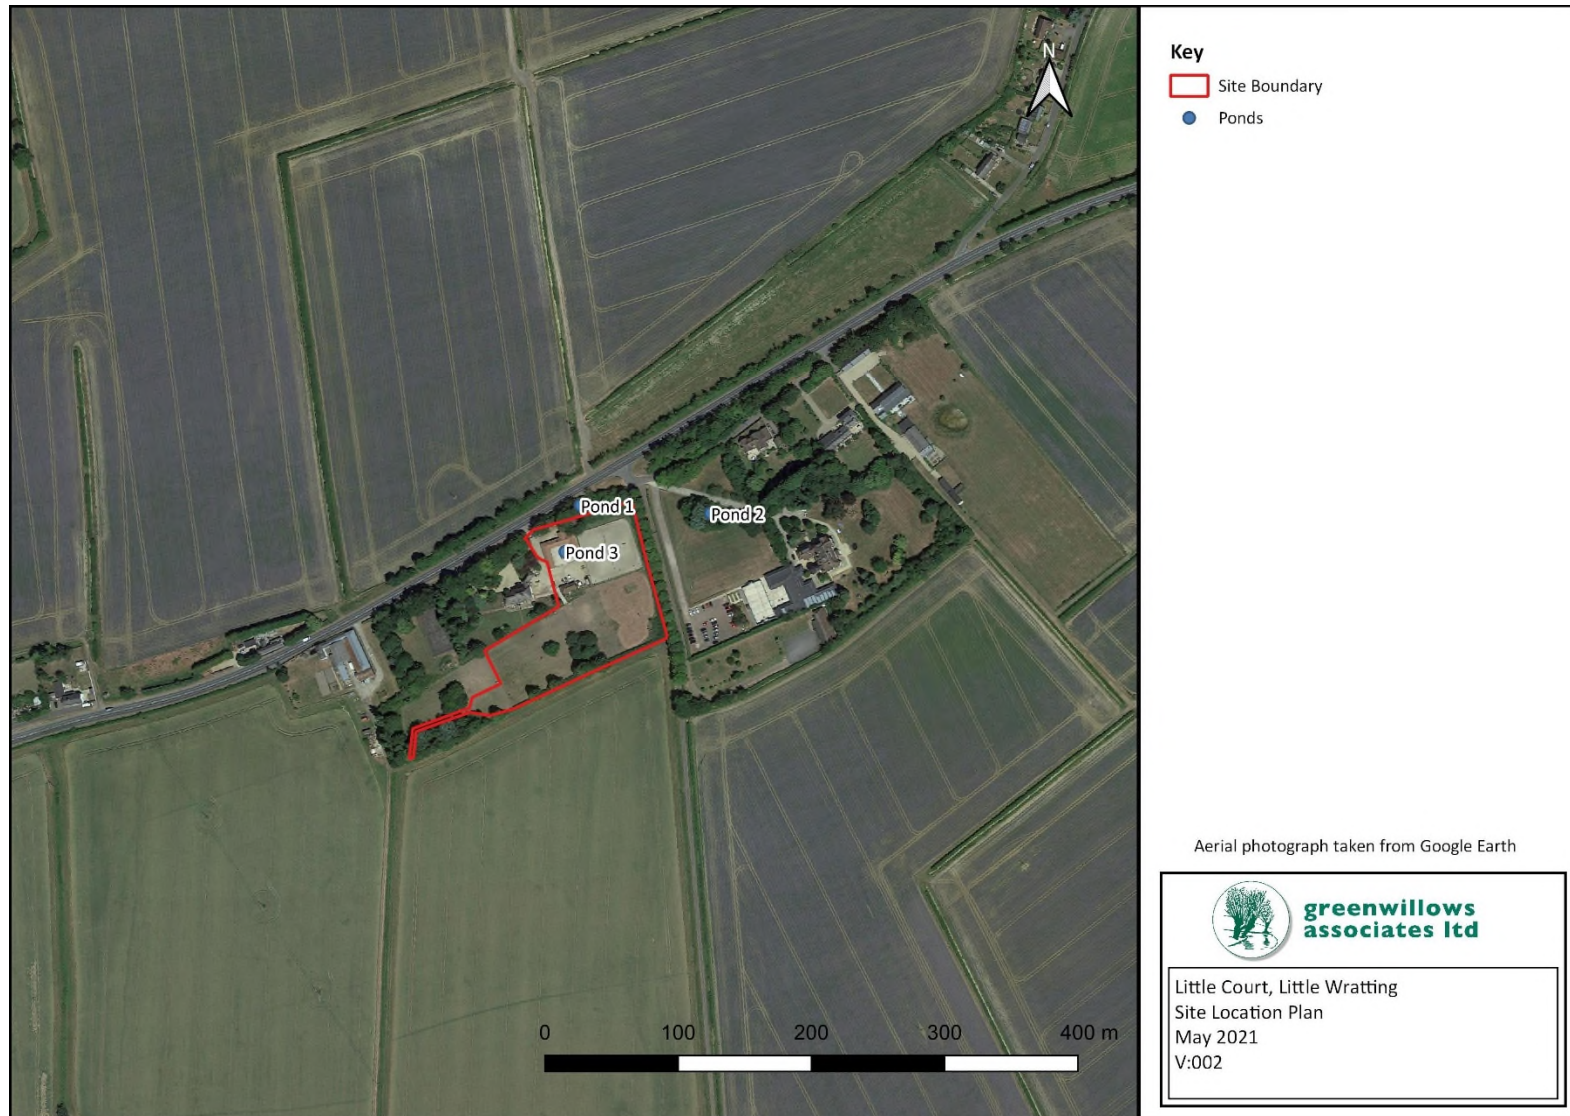 N
Pond 1
Pond 2
Pond 3
0 100 200 300 400 m
Key
Site Boundary
Ponds
Aerial photograph taken from Google Earth
greenwillows
associates ltd
Little Court, Little Wratting
Site Location Plan
May 2021
V:002